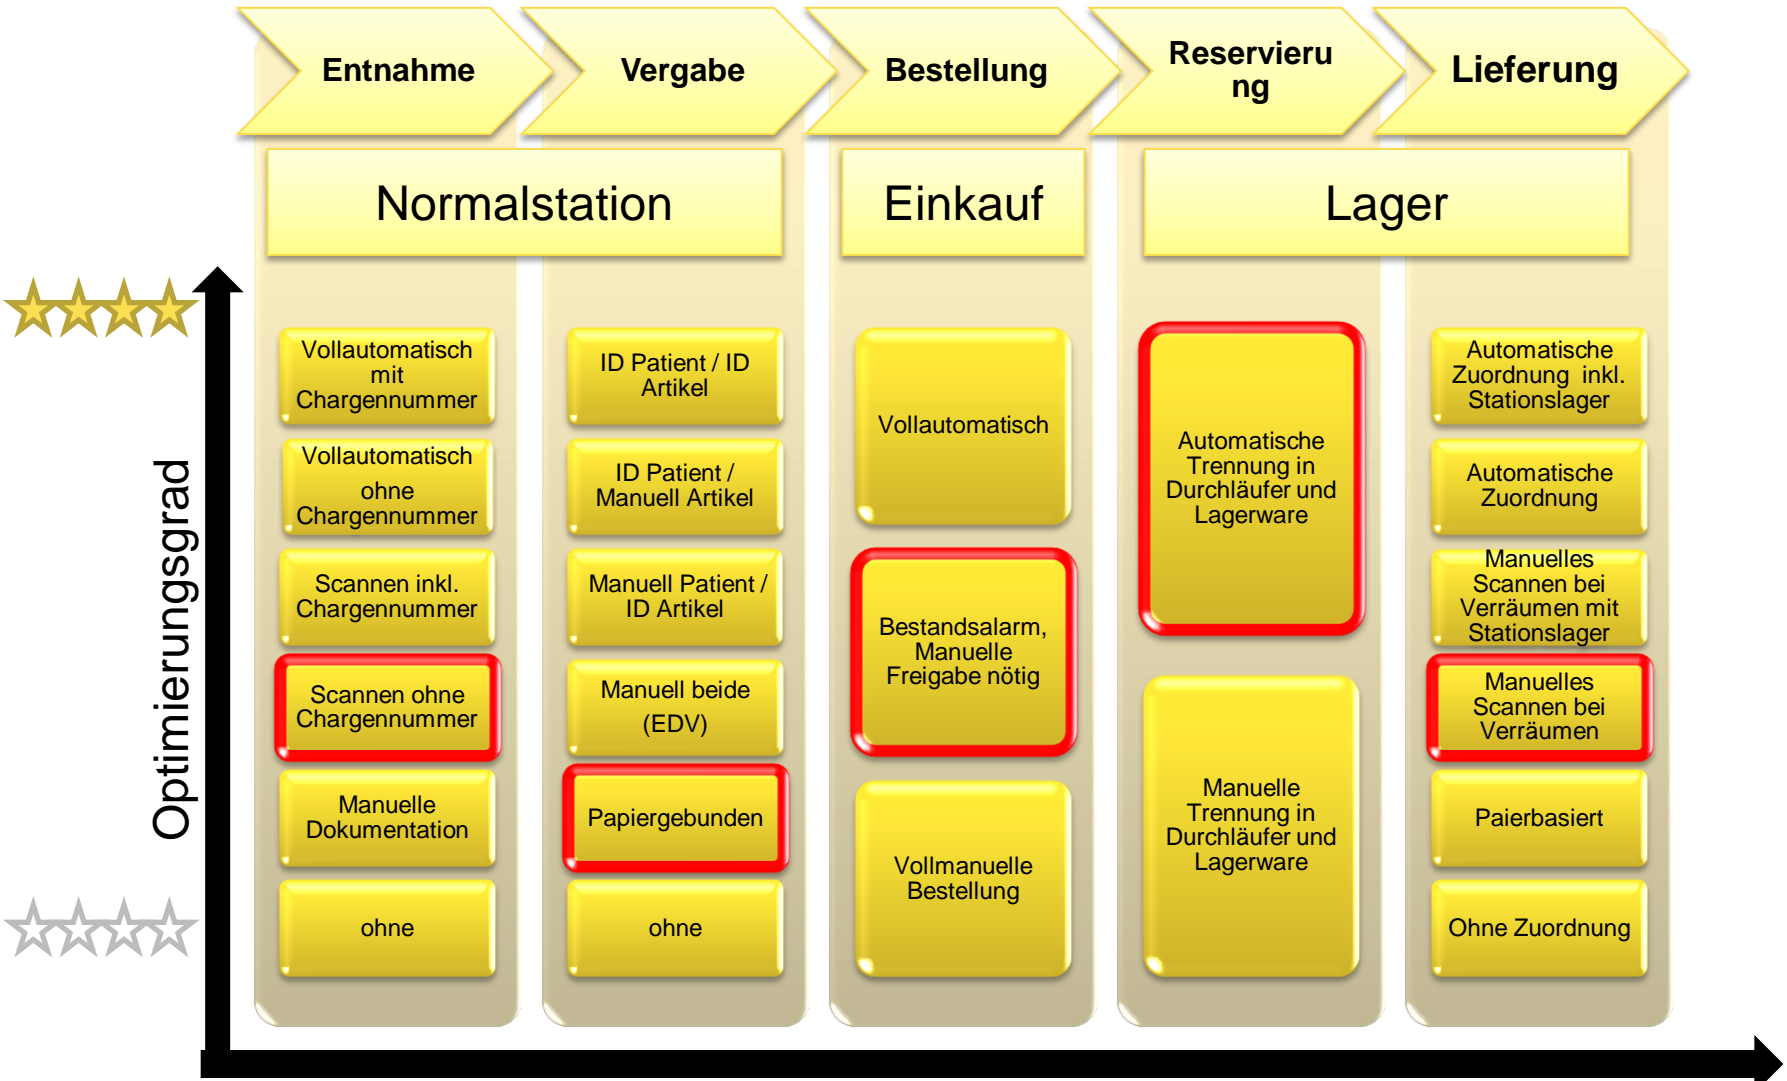 Entnahme
Vergabe
Bestellung
Reservieru
ng
Lieferung
Normalstation
Einkauf
Lager
Optimierungsgrad
Vollautomatisch
mit
Chargennummer
Vollautomatisch
ohne
Chargennummer
Scannen inkl.
Chargennummer
Scannen ohne
Chargennummer
Manuelle
Dokumentation
ohne
ID Patient / ID
Artikel
ID Patient /
Manuell Artikel
Manuell Patient /
ID Artikel
Manuell beide
(EDV)
Papiergebunden
ohne
Vollautomatisch
Bestandsalarm,
Manuelle
Freigabe nötig
Vollmanuelle
Bestellung
Automatische
Trennung in
Durchläufer und
Lagerware
Manuelle
Trennung in
Durchläufer und
Lagerware
Automatische
Zuordnung inkl.
Stationslager
Automatische
Zuordnung
Manuelles
Scannen bei
Verräumen mit
Stationslager
Manuelles
Scannen bei
Verräumen
Paierbasiert
Ohne Zuordnung